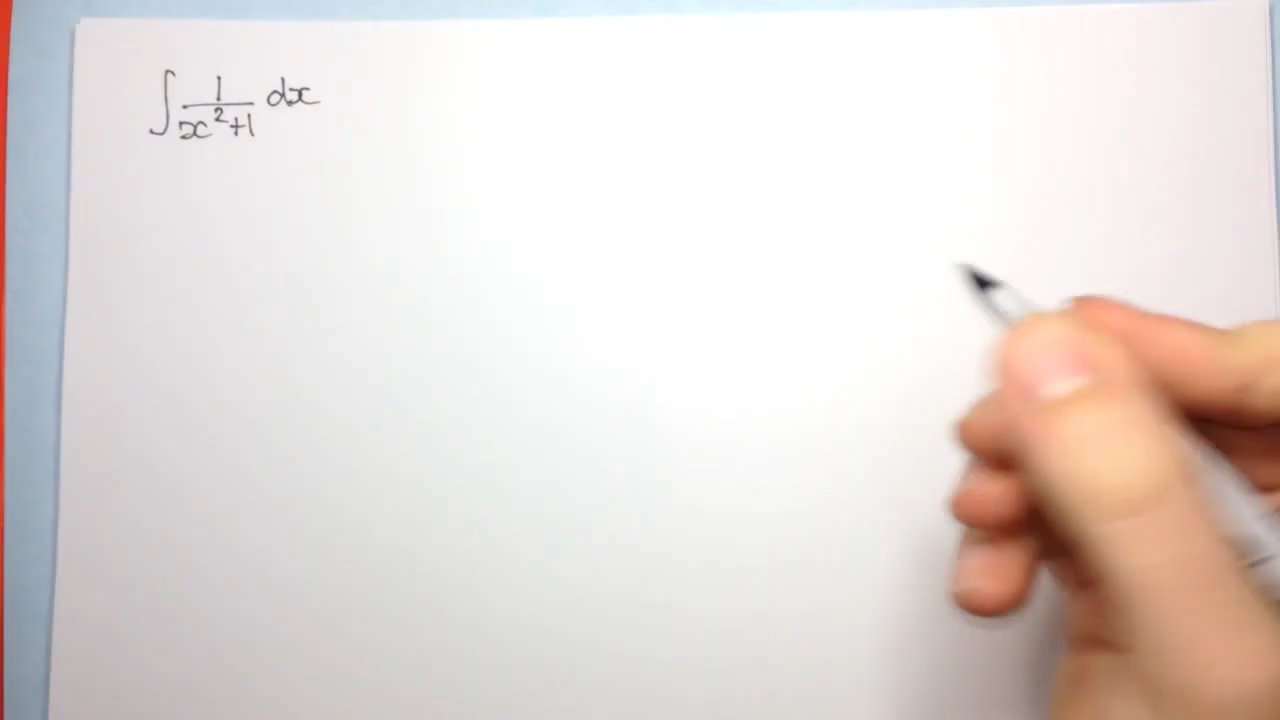 ∫ 1/(x²+1) dx